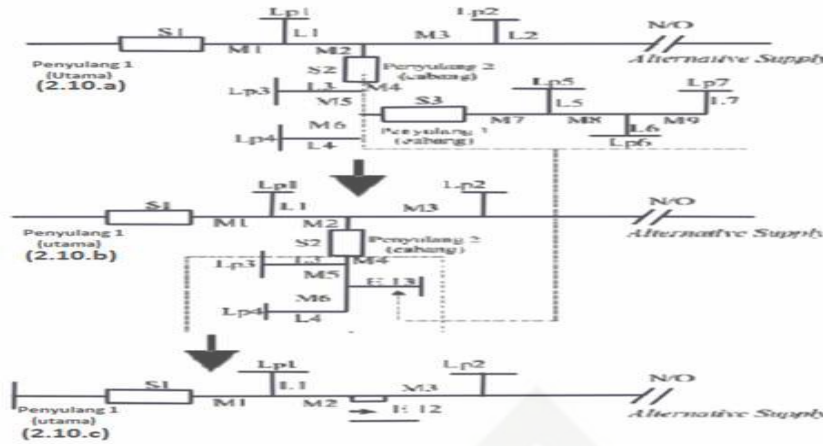 Lp1 Lp2
S1 L1 M3 N/O
M1 M2 L2
Penyulang 1
(Utama)
(2.10.a)
Alternative Supply
S2 Penyulang 2
(cabang)
M4
Lp3 L3
M5
Lp5 Lp7
S3 L5 L7
M7 M8 L6 M9
Penyulang
(cabang)
Lp6
M6
Lp4 L4
Lp1 Lp2
S1 L1 M3 N/O
M1 M2
Penyulang 1
(utama)
(2.10.b)
Alternative Supply
S2 Penyulang 2
(cabang)
Lp3 L3 M4
M5
M6
Lp4 L4
Lp1 Lp2
S1 L1 M3 N/O
M1 M2
Penyulang 1
(utama)
(2.10.c)
Alternative Supply